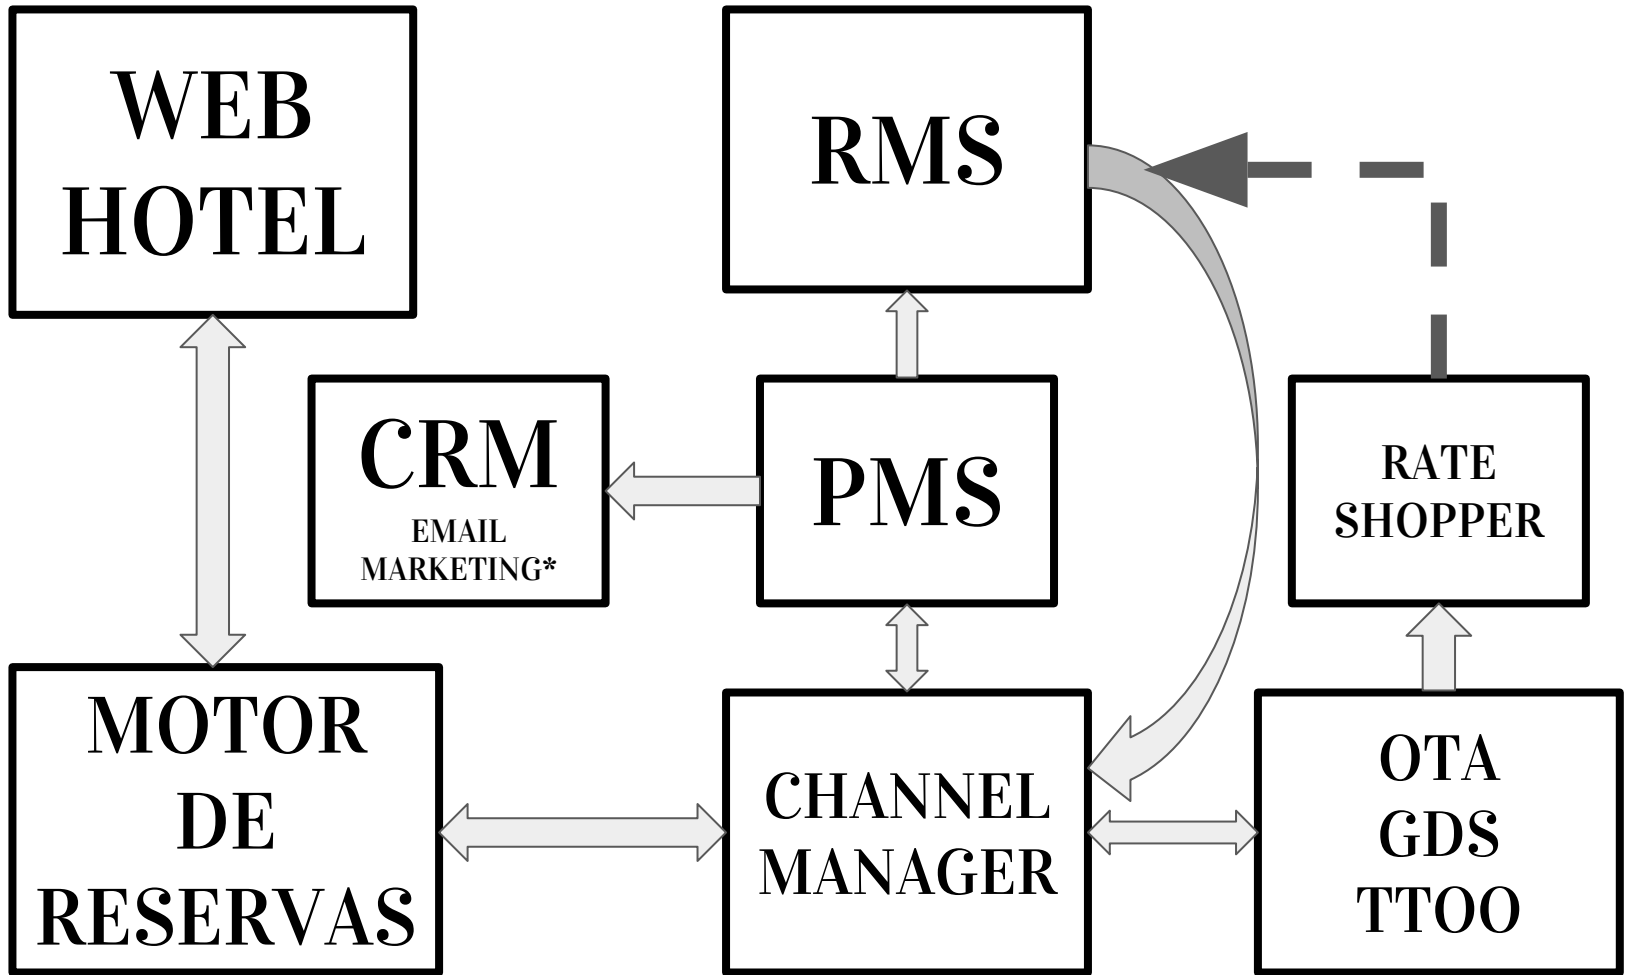 WEB
HOTEL
RMS
CRM
EMAIL
MARKETING*
PMS
RATE
SHOPPER
MOTOR
DE
RESERVAS
CHANNEL
MANAGER
OTA
GDS
TTOO